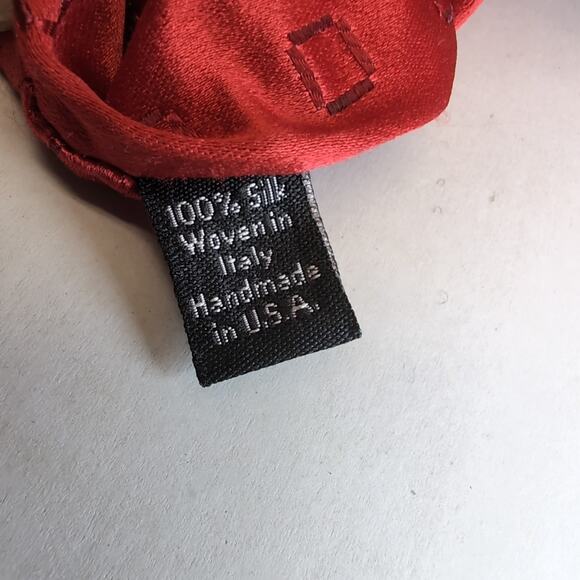 100% Silk
Woven in
Italy
Handmade
in U.S.A.